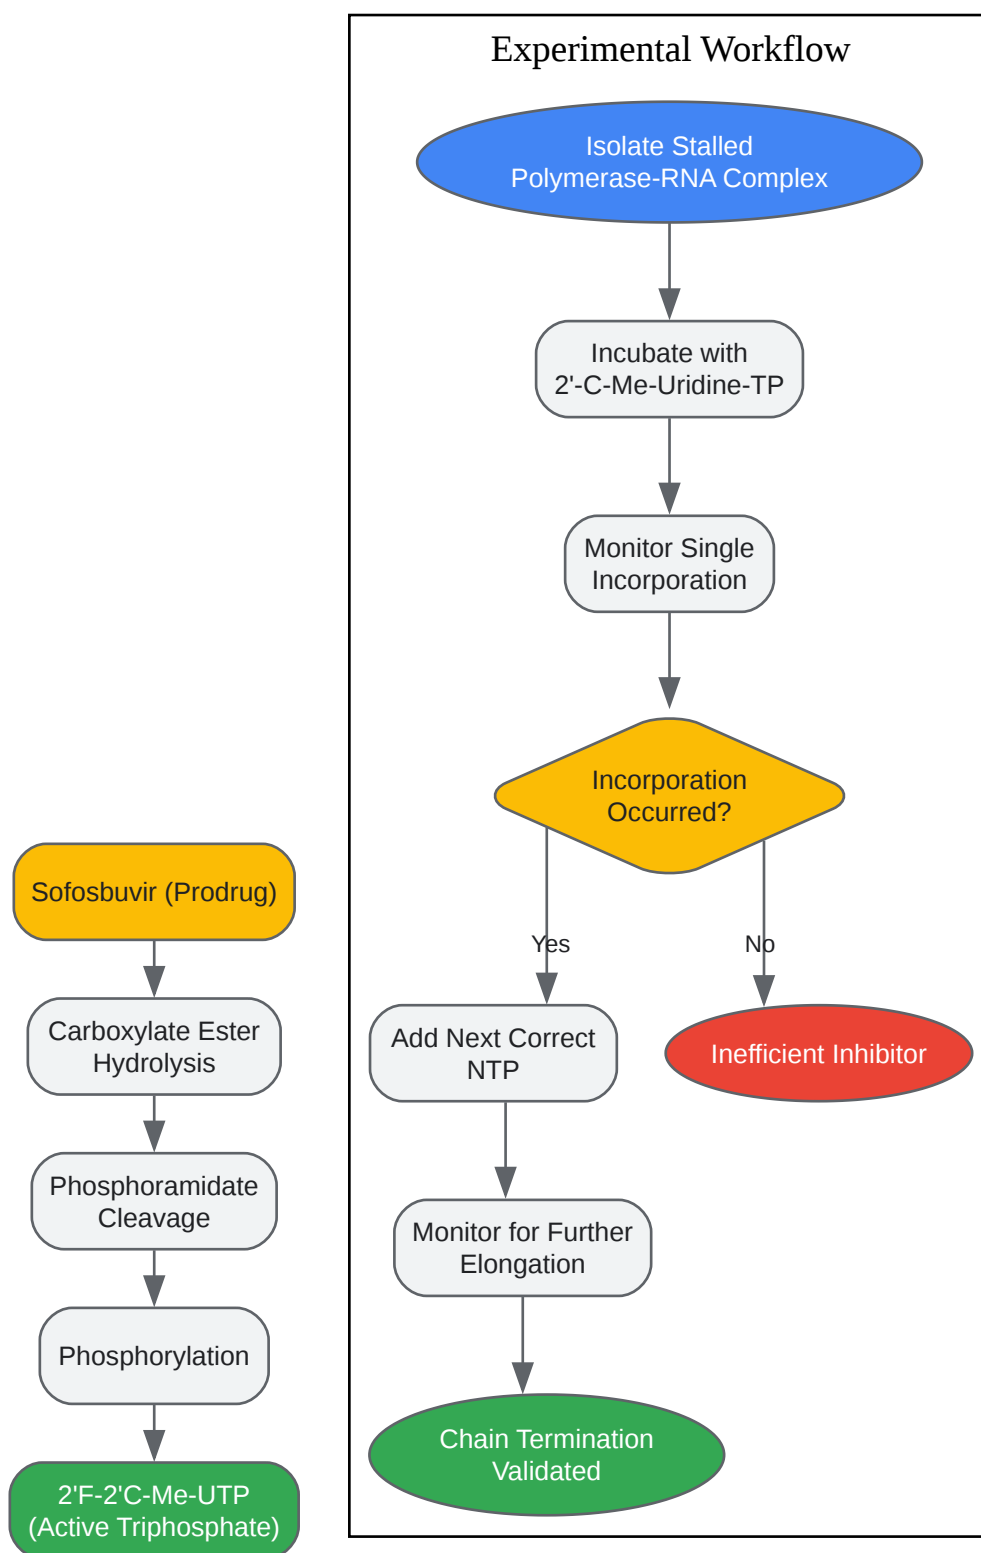 Experimental Workflow
Isolate Stalled
Polymerase-RNA Complex
Incubate with
2'-C-Me-Uridine-TP
Monitor Single
Incorporation
Incorporation
Occurred?
Yes
No
Add Next Correct
NTP
Inefficient Inhibitor
Monitor for Further
Elongation
Chain Termination
Validated
Sofosbuvir (Prodrug)
Carboxylate Ester
Hydrolysis
Phosphoramidate
Cleavage
Phosphorylation
2'F-2'C-Me-UTP
(Active Triphosphate)